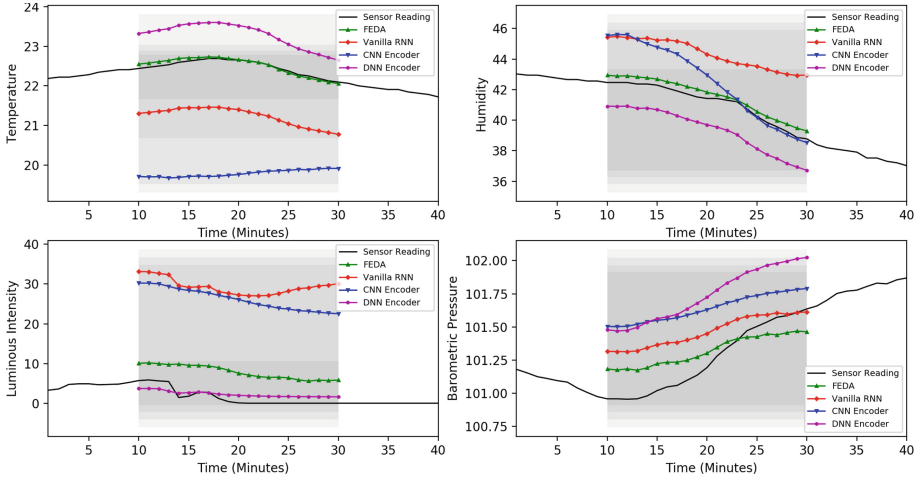 24
23
22
21
20
Temperature
5 10 15 20 25 30 35 40
Time (Minutes)
Sensor Reading
FEDA
Vanilla RNN
CNN Encoder
DNN Encoder
46
44
42
40
38
36
Humidity
5 10 15 20 25 30 35 40
Time (Minutes)
Sensor Reading
FEDA
Vanilla RNN
CNN Encoder
DNN Encoder
40
30
20
10
0
Luminous Intensity
5 10 15 20 25 30 35 40
Time (Minutes)
Sensor Reading
FEDA
Vanilla RNN
CNN Encoder
DNN Encoder
102.00
101.75
101.50
101.25
101.00
100.75
Barometric Pressure
5 10 15 20 25 30 35 40
Time (Minutes)
Sensor Reading
FEDA
Vanilla RNN
CNN Encoder
DNN Encoder